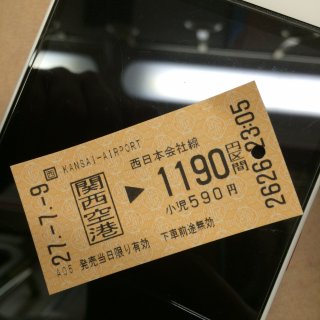 KANSAI-AIRPORT
西日本会社線
関西空港
▶ 1190円区間
小児590円
27.-7.-9
A06 発売当日限り有効 下車前途無効
2626 23:05